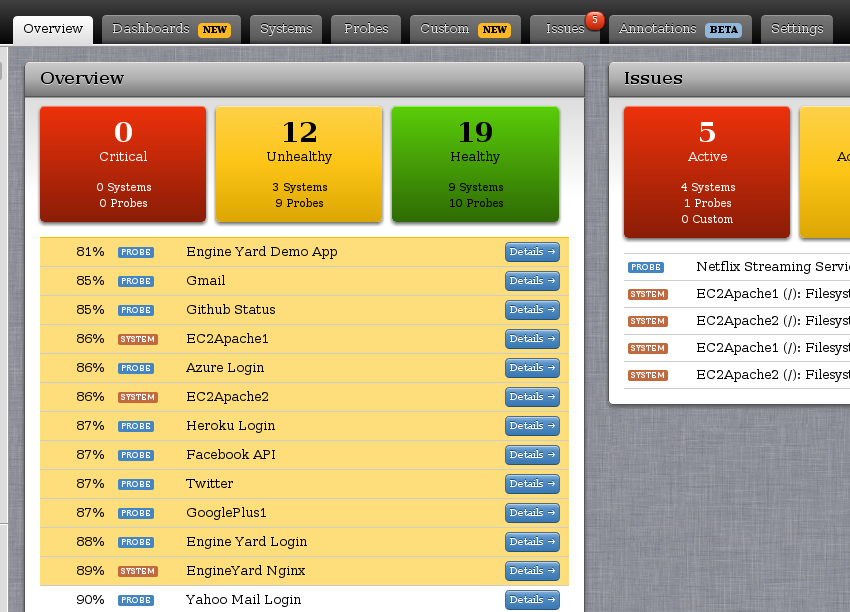 Overview
Dashboards NEW
Systems
Probes
Custom NEW
Issues 5
Annotations BETA
Settings
Overview
0
Critical
0 Systems
0 Probes
12
Unhealthy
3 Systems
9 Probes
19
Healthy
9 Systems
10 Probes
81% PROBE Engine Yard Demo App Details →
85% PROBE Gmail Details →
85% PROBE Github Status Details →
86% SYSTEM EC2Apache1 Details →
86% PROBE Azure Login Details →
86% SYSTEM EC2Apache2 Details →
87% PROBE Heroku Login Details →
87% PROBE Facebook API Details →
87% PROBE Twitter Details →
87% PROBE GooglePlus1 Details →
88% PROBE Engine Yard Login Details →
89% SYSTEM EngineYard Nginx Details →
90% PROBE Yahoo Mail Login Details →
Issues
5
Active
4 Systems
1 Probes
0 Custom
PROBE Netflix Streaming
SYSTEM EC2Apache1 (/):
SYSTEM EC2Apache2 (/):
SYSTEM EC2Apache1 (/):
SYSTEM EC2Apache2 (/):